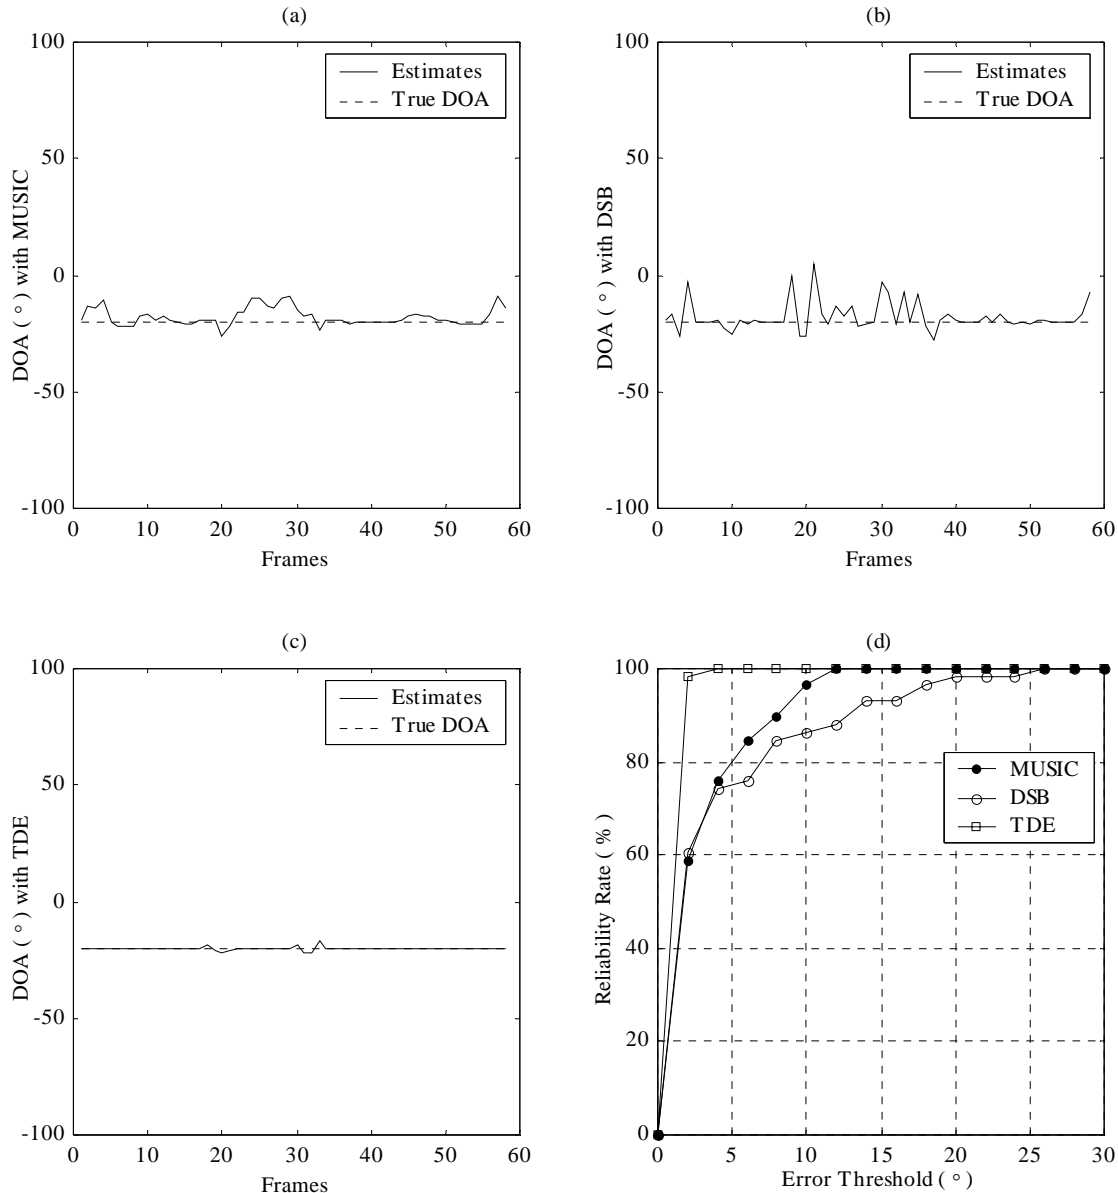 (a)
100
50
0
-50
-100
DOA ( ° ) with MUSIC
Estimates
True DOA
0 10 20 30 40 50 60
Frames
(b)
100
50
0
-50
-100
DOA ( ° ) with DSB
Estimates
True DOA
0 10 20 30 40 50 60
Frames
(c)
100
50
0
-50
-100
DOA ( ° ) with TDE
Estimates
True DOA
0 10 20 30 40 50 60
Frames
(d)
100
80
60
40
20
0
Reliability Rate ( % )
MUSIC
DSB
TDE
0 5 10 15 20 25 30
Error Threshold ( ° )